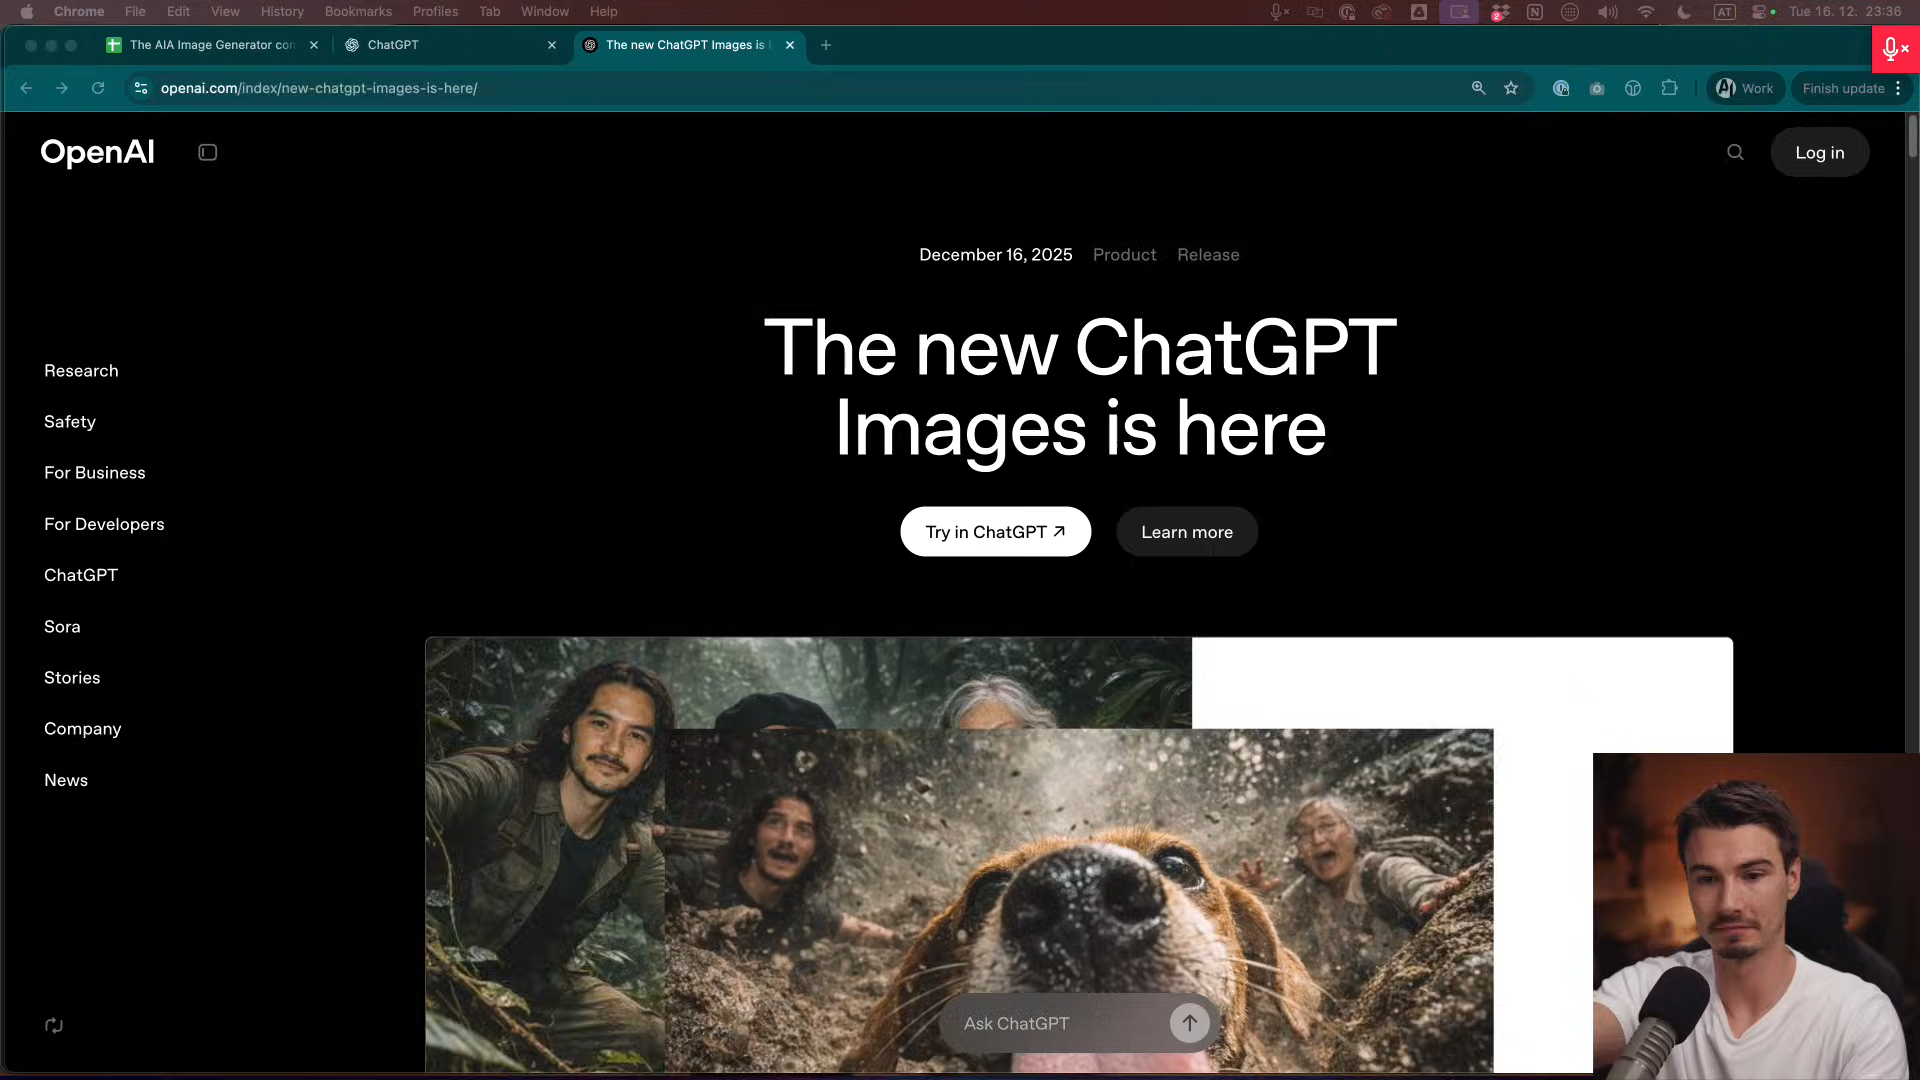 Chrome File Edit View History Bookmarks Profiles Tab Window Help
2 AT Tue 16. 12. 23:36
The AIA Image Generator con
ChatGPT
The new ChatGPT Images is
openai.com/index/new-chatgpt-images-is-here/
Work
Finish update
OpenAI
Log in
December 16, 2025 Product Release
The new ChatGPT
Images is here
Try in ChatGPT ↗
Learn more
Research
Safety
For Business
For Developers
ChatGPT
Sora
Stories
Company
News
Ask ChatGPT